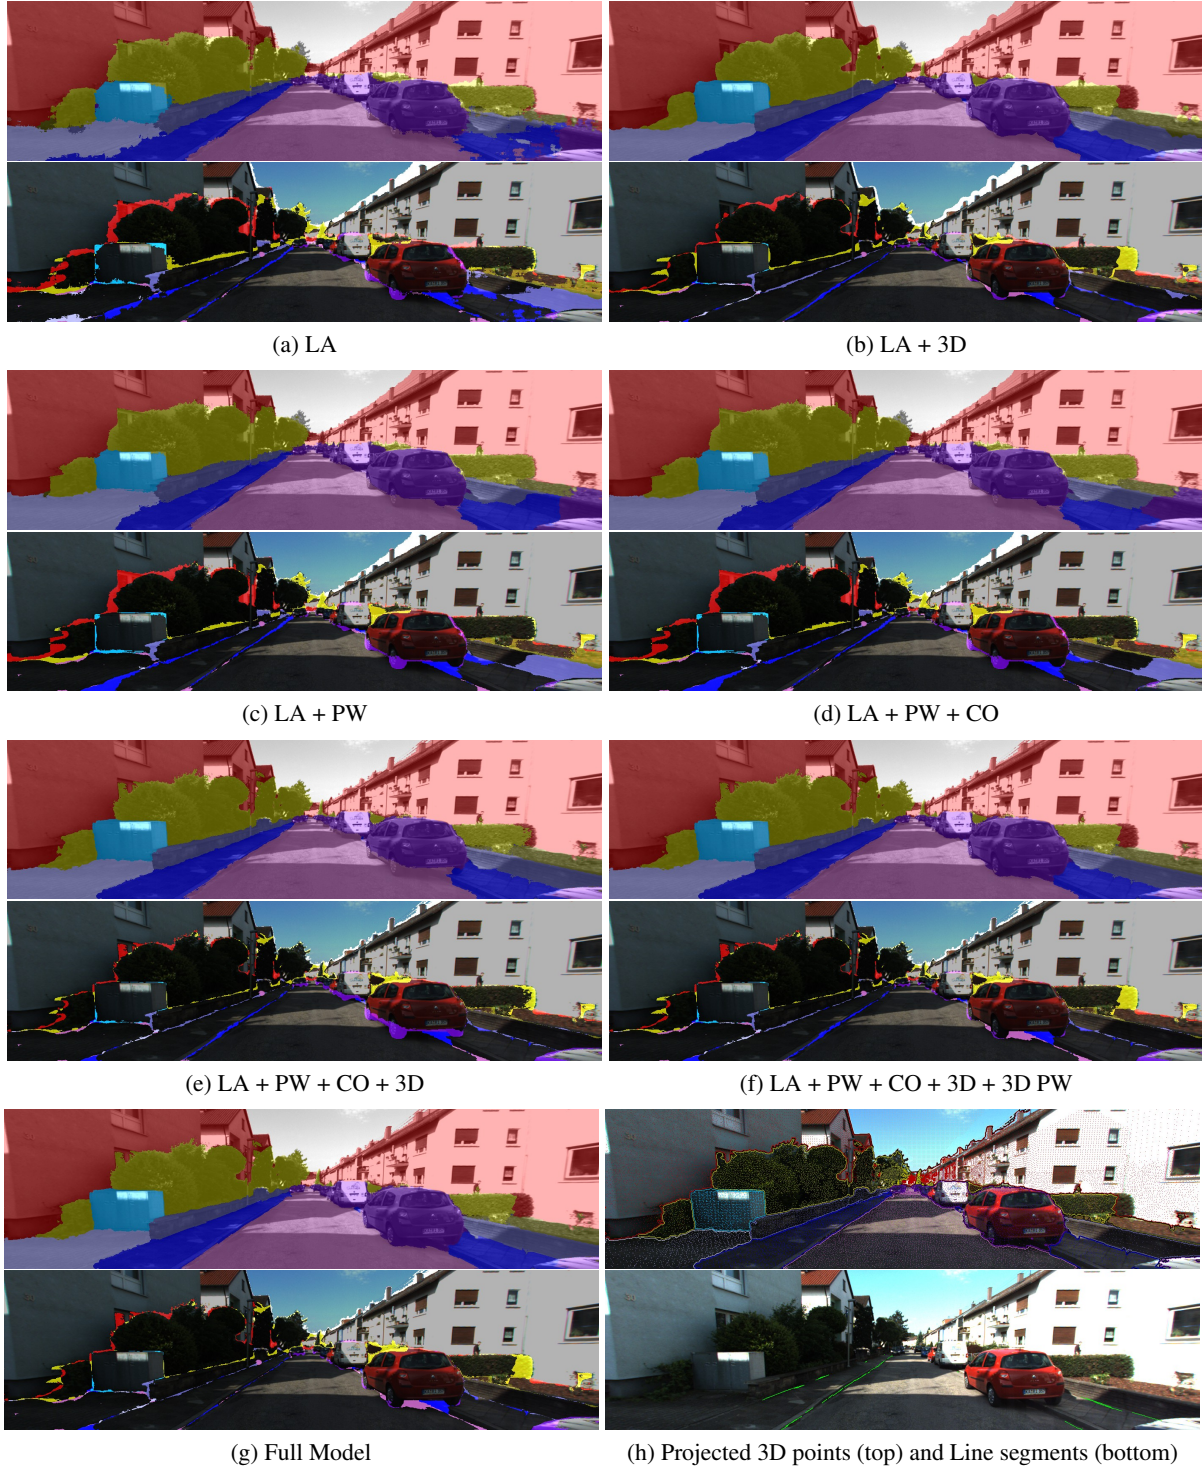 (a) LA
(b) LA + 3D
(c) LA + PW
(d) LA + PW + CO
(e) LA + PW + CO + 3D
(f) LA + PW + CO + 3D + 3D PW
(g) Full Model
(h) Projected 3D points (top) and Line segments (bottom)